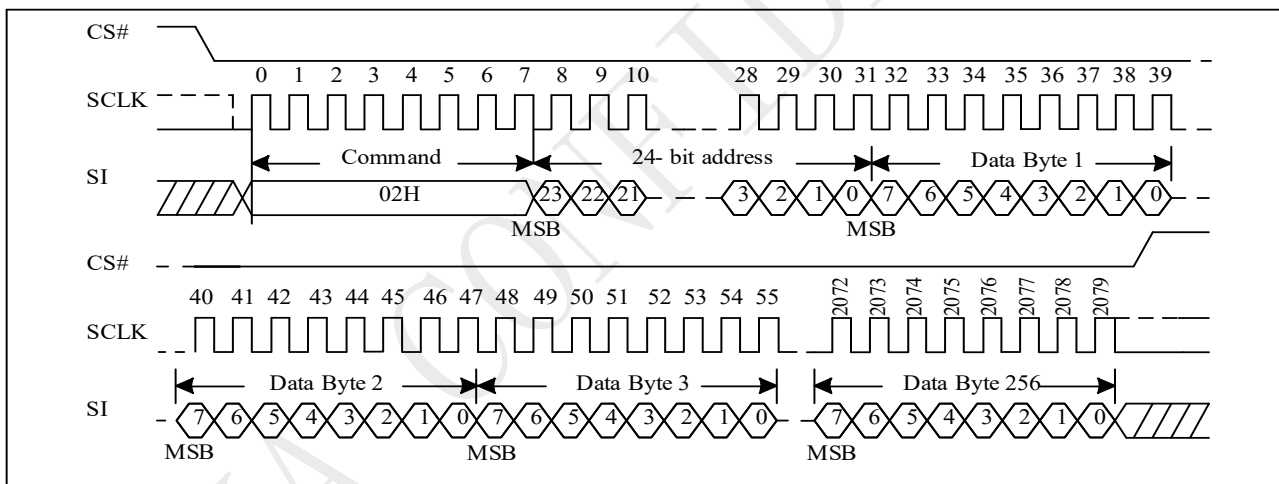 CS#
0 1 2 3 4 5 6 7 8 9 10 28 29 30 31 32 33 34 35 36 37 38 39
SCLK
Command 24- bit address Data Byte 1
SI
02H 23 22 21 3 2 1 0 7 6 5 4 3 2 1 0
MSB MSB
CS#
40 41 42 43 44 45 46 47 48 49 50 51 52 53 54 55 2072 2073 2074 2075 2076 2077 2078 2079
SCLK
Data Byte 2 Data Byte 3 Data Byte 256
SI
7 6 5 4 3 2 1 0 7 6 5 4 3 2 1 0 7 6 5 4 3 2 1 0
MSB MSB MSB